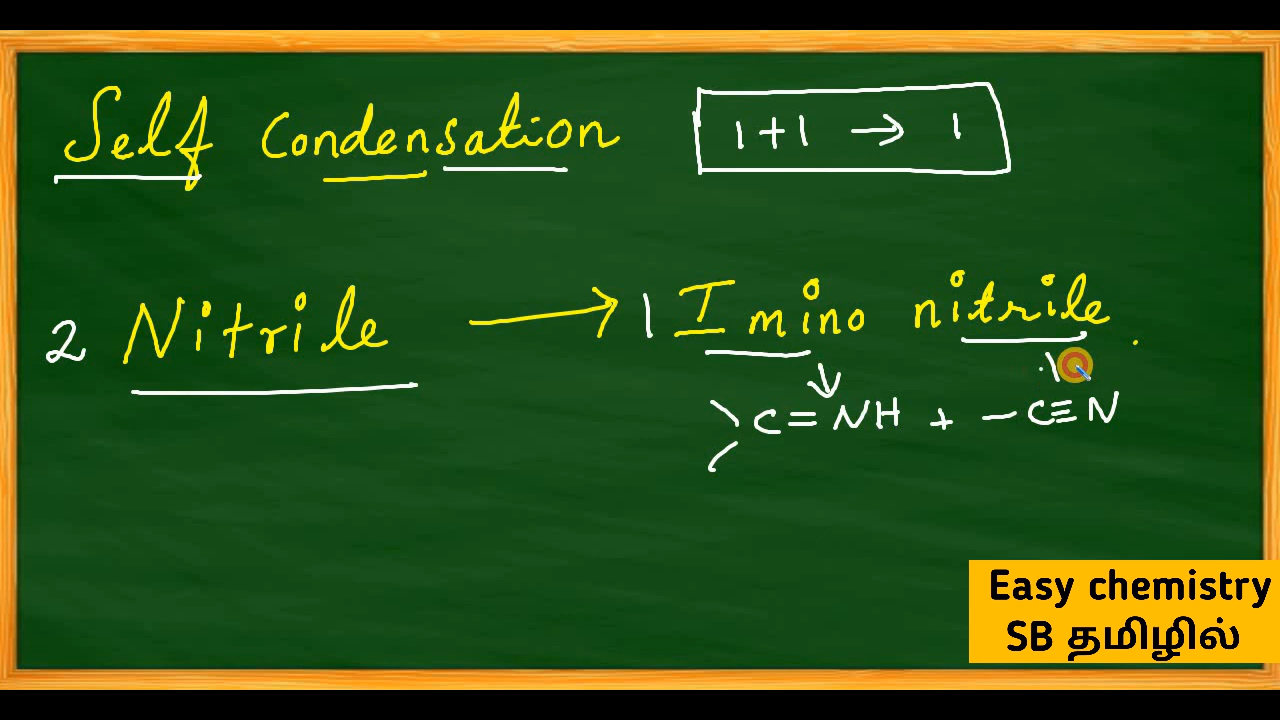 Self Condensation 1+1 → 1
2 Nitrile → 1 Imino nitrile.
>C=NH + -C≡N
Easy chemistry
SB தமிழில்